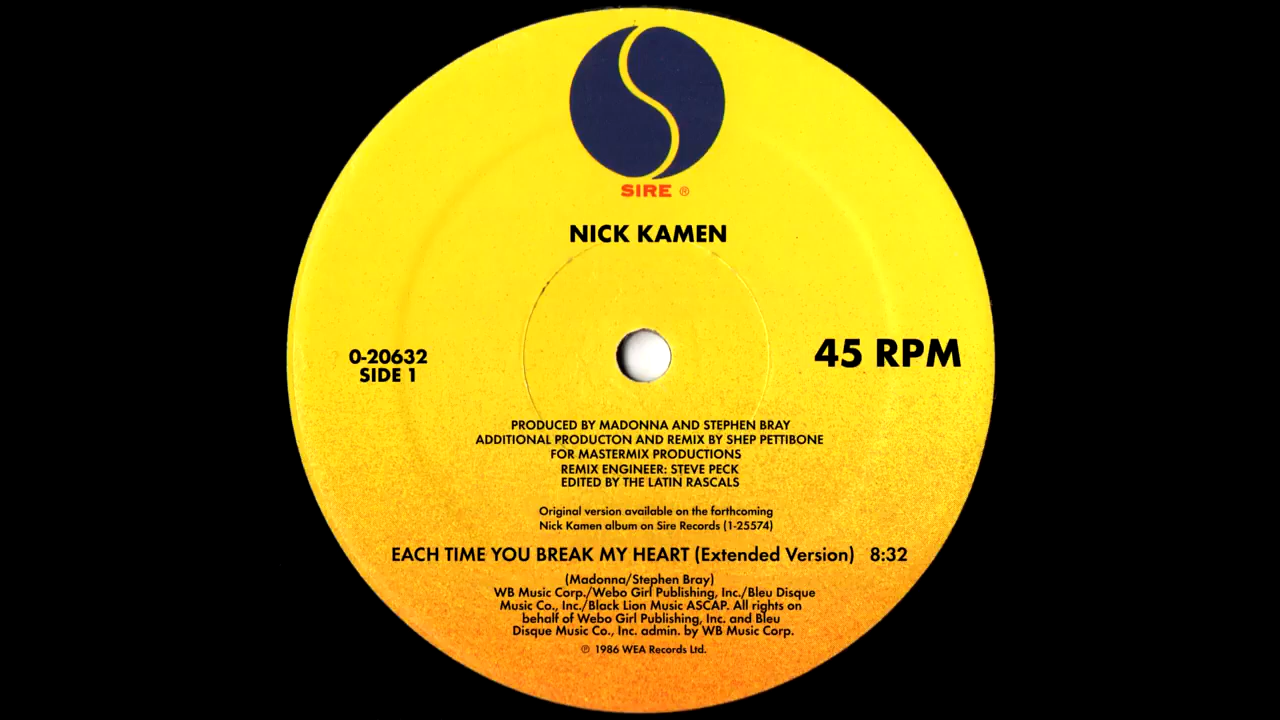 SIRE ®
NICK KAMEN
0-20632
SIDE 1
45 RPM
PRODUCED BY MADONNA AND STEPHEN BRAY
ADDITIONAL PRODUCTON AND REMIX BY SHEP PETTIBONE
FOR MASTERMIX PRODUCTIONS
REMIX ENGINEER: STEVE PECK
EDITED BY THE LATIN RASCALS
Original version available on the forthcoming
Nick Kamen album on Sire Records (1-25574)
EACH TIME YOU BREAK MY HEART (Extended Version) 8:32
(Madonna/Stephen Bray)
WB Music Corp./Webo Girl Publishing, Inc./Bleu Disque
Music Co., Inc./Black Lion Music ASCAP. All rights on
behalf of Webo Girl Publishing, Inc. and Bleu
Disque Music Co., Inc. admin. by WB Music Corp.
℗ 1986 WEA Records Ltd.